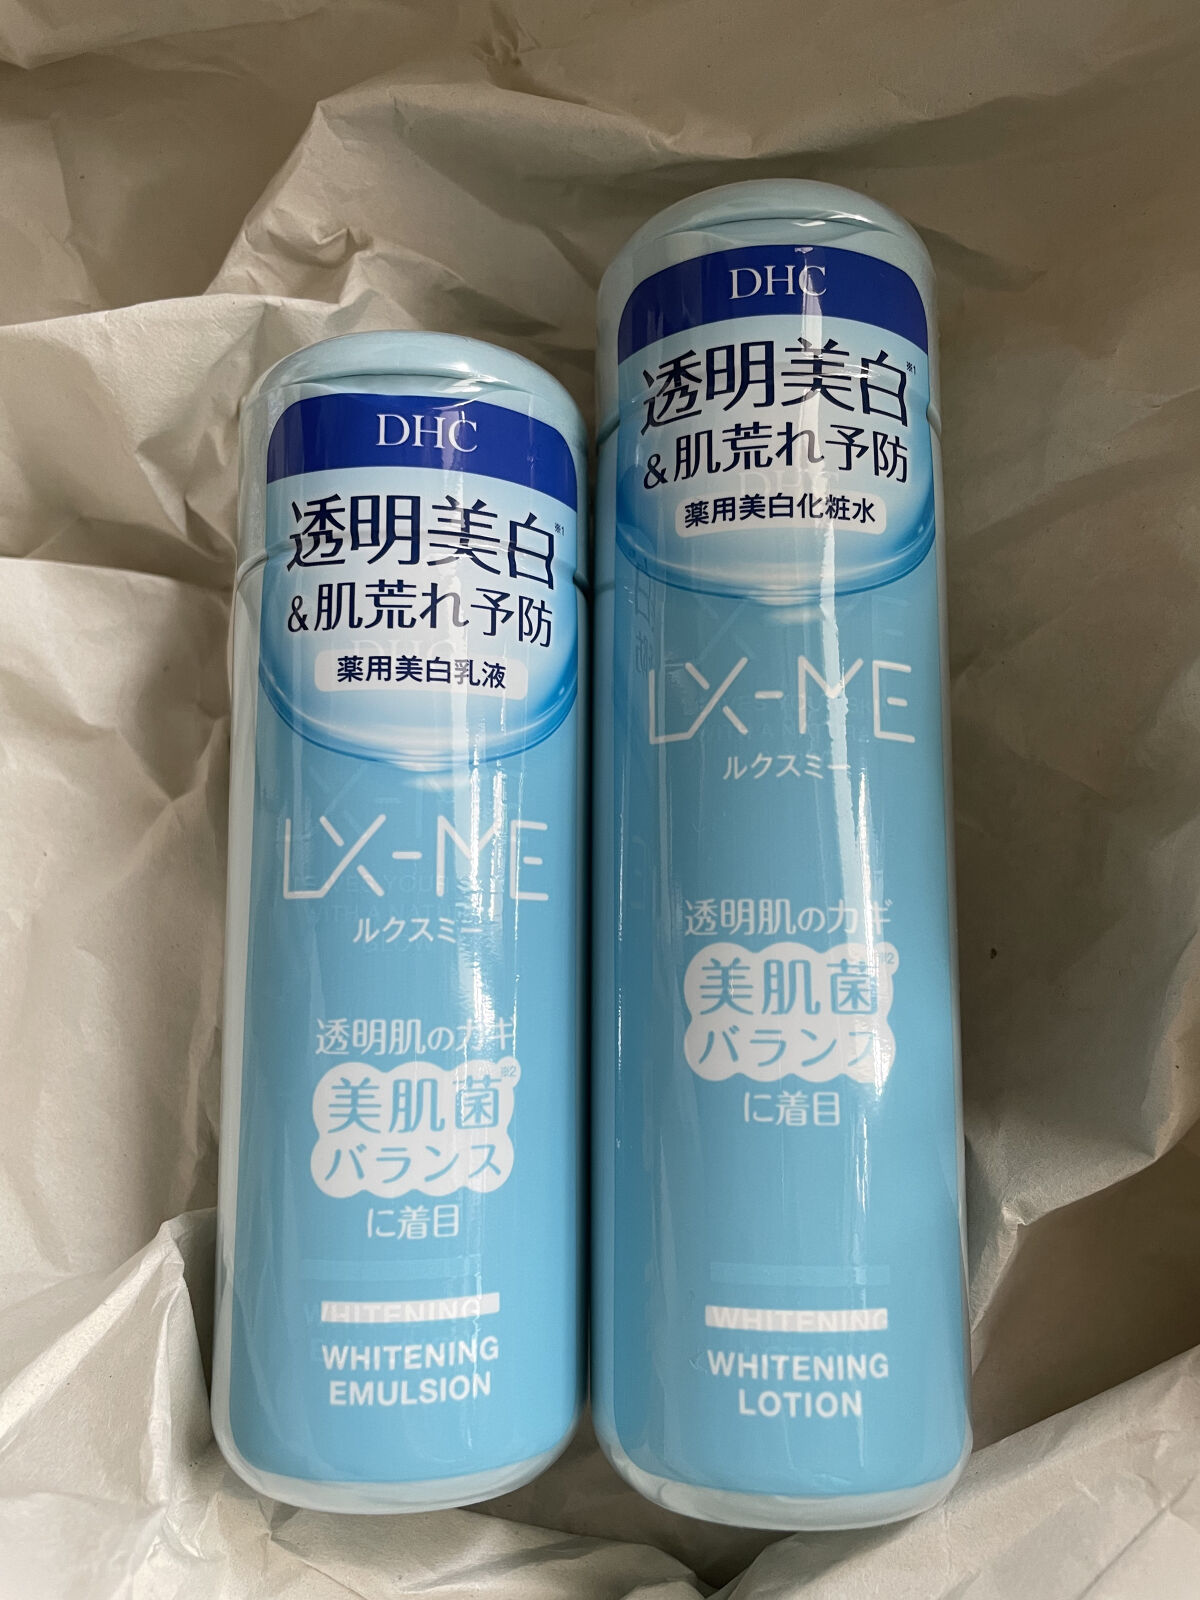 DHC
透明美白※1
&肌荒れ予防
薬用美白乳液
LX-ME
ルクスミー
透明肌のカギ
美肌菌※2
バランス
に着目
WHITENING
WHITENING
EMULSION
DHC
透明美白※1
&肌荒れ予防
薬用美白化粧水
LX-ME
ルクスミー
透明肌のカギ
美肌菌※2
バランス
に着目
WHITENING
WHITENING
LOTION